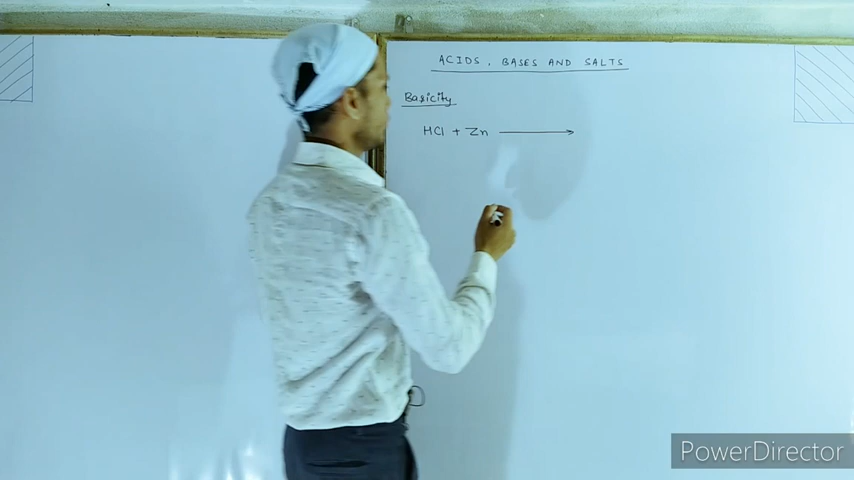 ACIDS, BASES AND SALTS
Basicity
HCl + Zn ⟶
PowerDirector